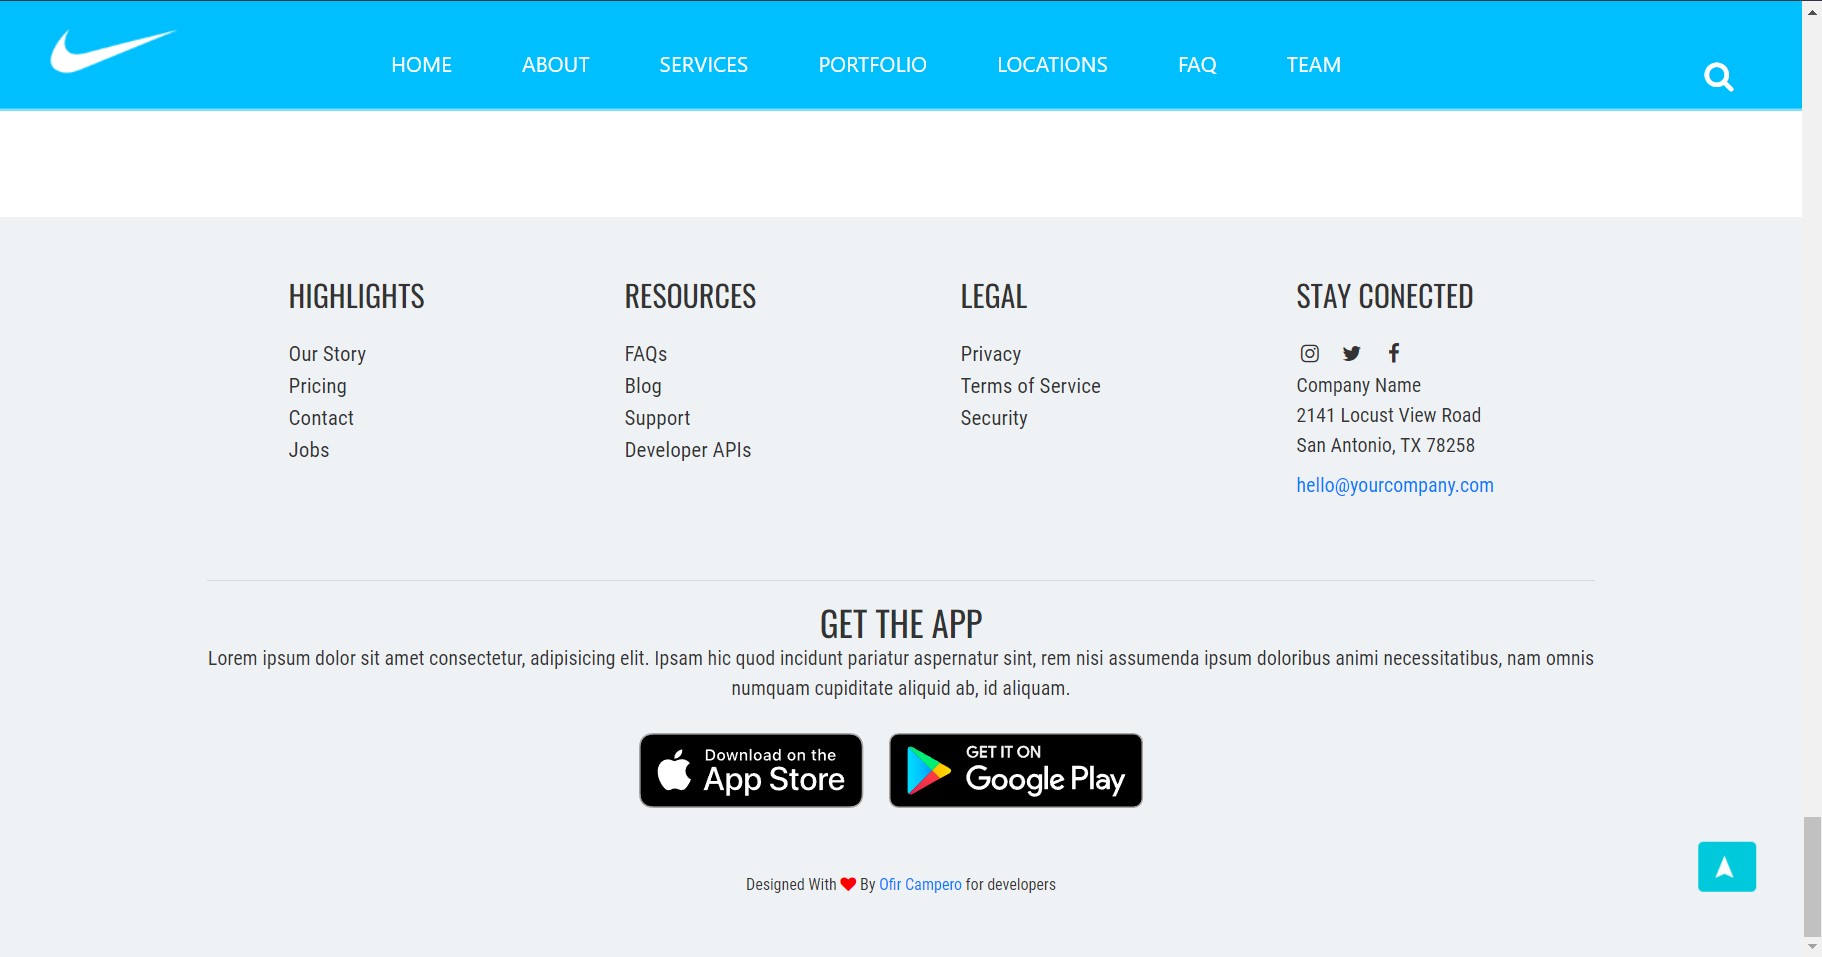 HOME ABOUT SERVICES PORTFOLIO LOCATIONS FAQ TEAM
HIGHLIGHTS
Our Story
Pricing
Contact
Jobs
RESOURCES
FAQs
Blog
Support
Developer APIs
LEGAL
Privacy
Terms of Service
Security
STAY CONECTED
Company Name
2141 Locust View Road
San Antonio, TX 78258
hello@yourcompany.com
GET THE APP
Lorem ipsum dolor sit amet consectetur, adipisicing elit. Ipsam hic quod incidunt pariatur aspernatur sint, rem nisi assumenda ipsum doloribus animi necessitatibus, nam omnis
numquam cupiditate aliquid ab, id aliquam.
Download on the
App Store
GET IT ON
Google Play
Designed With ❤ By Ofir Campero for developers